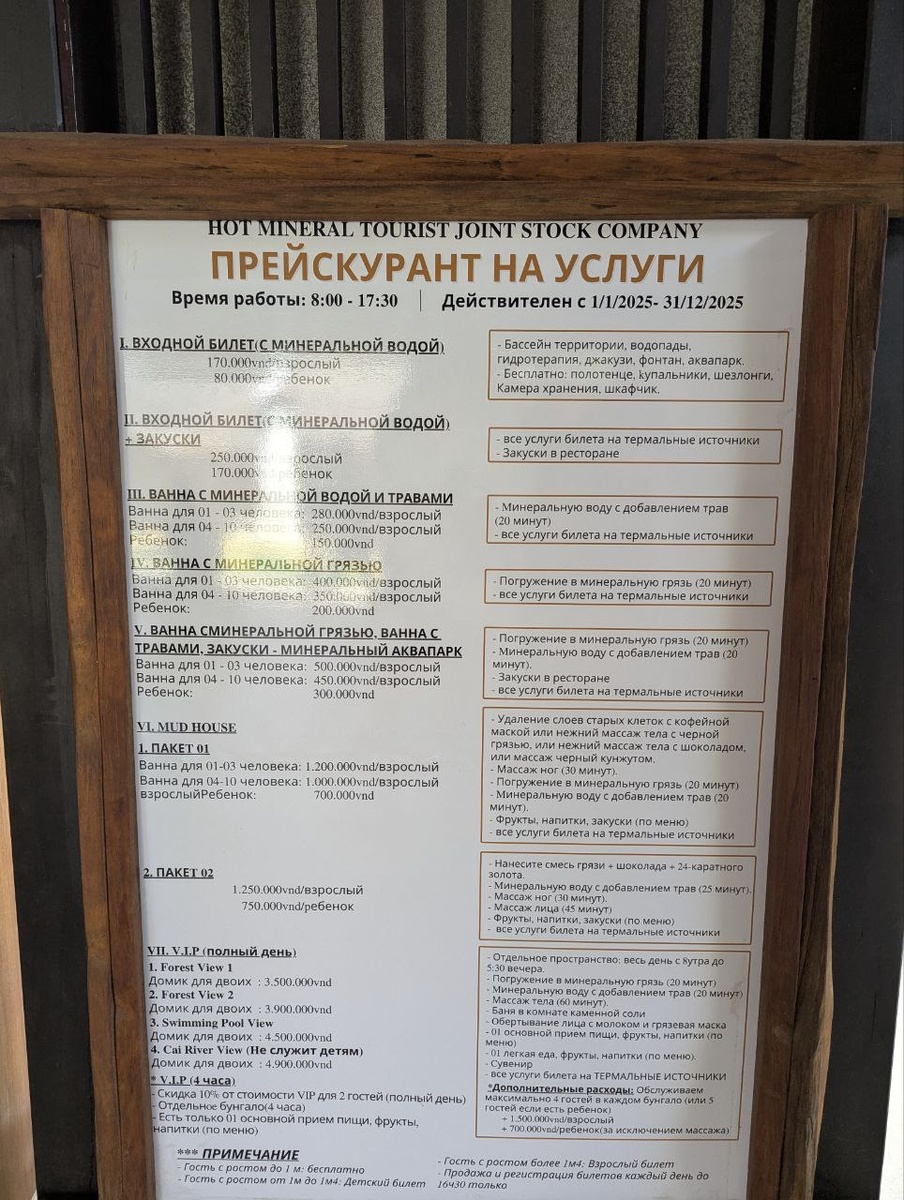 HOT MINERAL TOURIST JOINT STOCK COMPANY
ПРЕЙСКУРАНТ НА УСЛУГИ
Время работы: 8:00 - 17:30 | Действителен с 1/1/2025- 31/12/2025
I. ВХОДНОЙ БИЛЕТ(С МИНЕРАЛЬНОЙ ВОДОЙ)
170.000vnd/взрослый
80.000vnd/ребенок
- Бассейн территории, водопады,
гидротерапия, джакузи, фонтан, аквапарк.
- Бесплатно: полотенце, kупальники, шезлонги,
Камера хранения, шкафчик.
II. ВХОДНОЙ БИЛЕТ(С МИНЕРАЛЬНОЙ ВОДОЙ)
+ ЗАКУСКИ
250.000vnd/взрослый
170.000vnd/ребенок
- все услуги билета на термальные источники
- Закуски в ресторане
III. ВАННА С МИНЕРАЛЬНОЙ ВОДОЙ И ТРАВАМИ
Ванна для 01 - 03 человека: 280.000vnd/взрослый
Ванна для 04 - 10 человека: 250.000vnd/взрослый
Ребенок: 150.000vnd
- Минеральную воду с добавлением трав
(20 минут)
- все услуги билета на термальные источники
IV. ВАННА С МИНЕРАЛЬНОЙ ГРЯЗЬЮ
Ванна для 01 - 03 человека: 400.000vnd/взрослый
Ванна для 04 - 10 человека: 350.000vnd/взрослый
Ребенок: 200.000vnd
- Погружение в минеральную грязь (20 минут)
- все услуги билета на термальные источники
V. ВАННА СМИНЕРАЛЬНОЙ ГРЯЗЬЮ, ВАННА С
ТРАВАМИ, ЗАКУСКИ - МИНЕРАЛЬНЫЙ АКВАПАРК
Ванна для 01 - 03 человека: 500.000vnd/взрослый
Ванна для 04 - 10 человека: 450.000vnd/взрослый
Ребенок: 300.000vnd
- Погружение в минеральную грязь (20 минут)
- Минеральную воду с добавлением трав (20
минут).
- Закуски в ресторане
- все услуги билета на термальные источники
VI. MUD HOUSE
1. ПАКЕТ 01
Ванна для 01-03 человека: 1.200.000vnd/взрослый
Ванна для 04-10 человека: 1.000.000vnd/взрослый
взрослыйРебенок: 700.000vnd
- Удаление слоев старых клеток с кофейной
маской или нежний массаж тела с черной
грязью, или нежний массаж тела с шоколадом,
или массаж черный кунжутом.
- Массаж ног (30 минут).
- Погружение в минеральную грязь (20 минут)
- Минеральную воду с добавлением трав (20
минут).
- Фрукты, напитки, закуски (по меню)
- все услуги билета на термальные источники
2. ПАКЕТ 02
1.250.000vnd/взрослый
750.000vnd/ребенок
- Нанесите смесь грязи + шоколада + 24-каратного
золота.
- Минеральную воду с добавлением трав (25 минут).
- Массаж ног (30 минут).
- Массаж лица (45 минут)
- Фрукты, напитки, закуски (по меню)
- все услуги билета на термальные источники
VII. V.I.P (полный день)
1. Forest View 1
Домик для двоих : 3.500.000vnd
2. Forest View 2
Домик для двоих : 3.900.000vnd
3. Swimming Pool View
Домик для двоих : 4.500.000vnd
4. Cai River View (Не служит детям)
Домик для двоих : 4.900.000vnd
* V.I.P (4 часа)
- Скидка 10% от стоимости VIP для 2 гостей (полный день)
- Отдельное бунгало(4 часа)
- Есть только 01 основной прием пищи, фрукты,
напитки (по меню)
- Отдельное пространство: весь день с 8утра до
5:30 вечера.
- Погружение в минеральную грязь (20 минут)
- Минеральную воду с добавлением трав (20 минут)
- Массаж тела (60 минут).
- Баня в комнате каменной соли
- Обертывание лица с молоком и грязевая маска
- 01 основной прием пищи, фрукты, напитки (по
меню)
- 01 легкая еда, фрукты, напитки (по меню).
- Сувенир
- все услуги билета на ТЕРМАЛЬНЫЕ ИСТОЧНИКИ
*Дополнительные расходы: Обслуживаем
максимально 4 гостей в каждом бунгало (или 5
гостей если есть ребенок)
+ 1.500.000vnd/взрослый
+ 700.000vnd/ребенок(за исключением массажа)
*** ПРИМЕЧАНИЕ
- Гость с ростом до 1 м: бесплатно
- Гость с ростом от 1м до 1м4: Детский билет
- Гость с ростом более 1м4: Взрослый билет
- Продажа и регистрация билетов каждый день до
16ч30 только